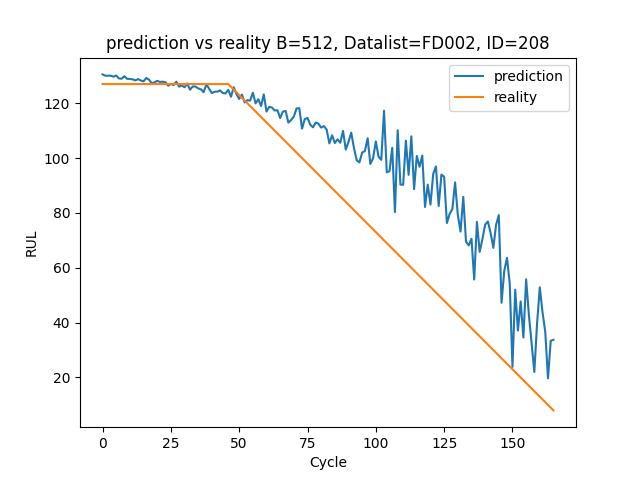 prediction vs reality B=512, Datalist=FD002, ID=208
prediction
reality
120
100
80
60
40
20
RUL
0 25 50 75 100 125 150
Cycle